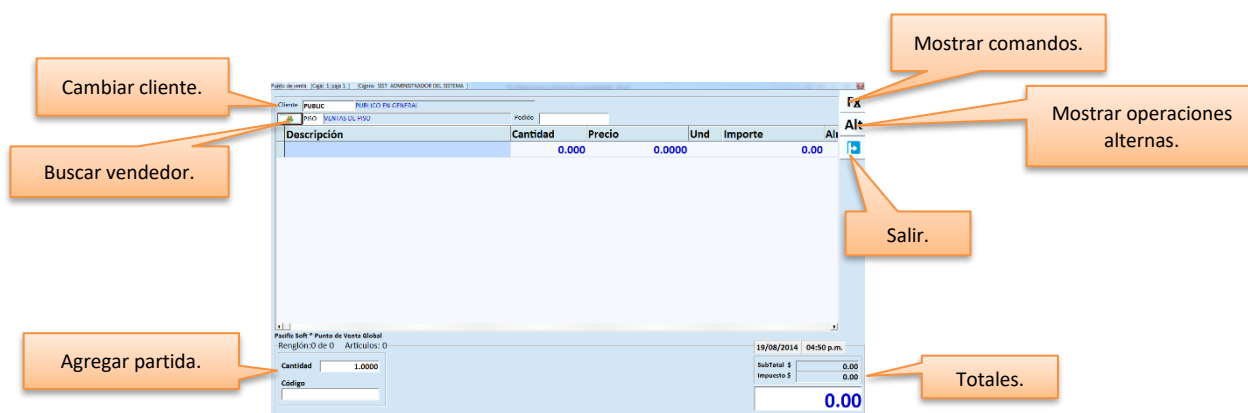 Mostrar comandos.
Cambiar cliente.
Punto de venta [Caja: 1; caja 1. ] [Cajero SIST ADMINISTRADOR DEL SISTEMA ]
Cliente PUBLIC PUBLICO EN GENERAL
Fx
PISO VENTAS DE PISO Pedido
Alt
Mostrar operaciones
alternas.
Descripción Cantidad Precio Und Importe
0.000 0.0000 0.00
Buscar vendedor.
Salir.
Pacific Soft * Punto de Venta Global
Renglón:0 de 0 Artículos: 0
19/08/2014 04:50 p.m.
Agregar partida.
Cantidad 1.0000
SubTotal $ 0.00
Impuesto $ 0.00
Totales.
Código
0.00